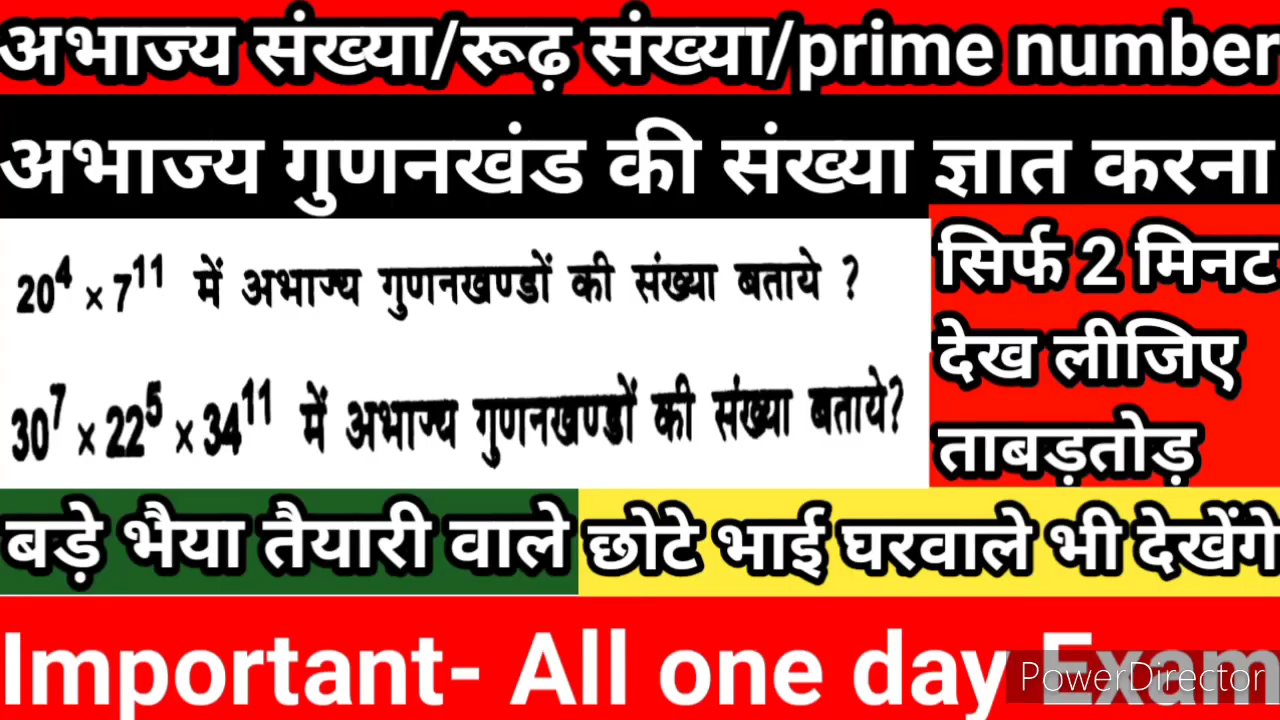 अभाज्य संख्या/रूढ़ संख्या/prime number
अभाज्य गुणनखंड की संख्या ज्ञात करना
20⁴ × 7¹¹ में अभाज्य गुणनखण्डों की संख्या बताये ?
30⁷ × 22⁵ × 34¹¹ में अभाज्य गुणनखण्डों की संख्या बताये?
सिर्फ 2 मिनट
देख लीजिए
ताबड़तोड़
बड़े भैया तैयारी वाले
छोटे भाई घरवाले भी देखेंगे
Important- All one day Exam
PowerDirector